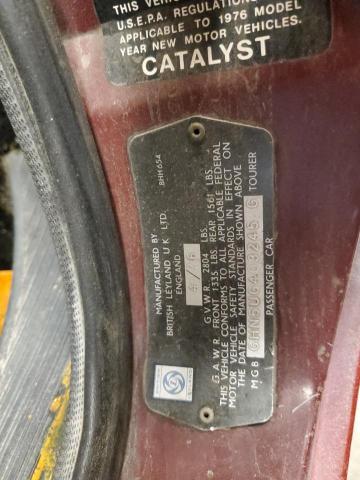 THIS VEHICLE
U.S.E.P.A. REGULATIONS
APPLICABLE TO 1976 MODEL
YEAR NEW MOTOR VEHICLES.
CATALYST
BHH654
MANUFACTURED BY
BRITISH LEYLAND U K LTD.
ENGLAND
4/76
G.V.W.R. 2804 LBS.
G.A.W.R. FRONT 1335 LBS. REAR 1561 LBS.
THIS VEHICLE CONFORMS TO ALL APPLICABLE FEDERAL
MOTOR VEHICLE SAFETY STANDARDS IN EFFECT ON
THE DATE OF MANUFACTURE SHOWN ABOVE
MGB TOURER
PASSENGER CAR